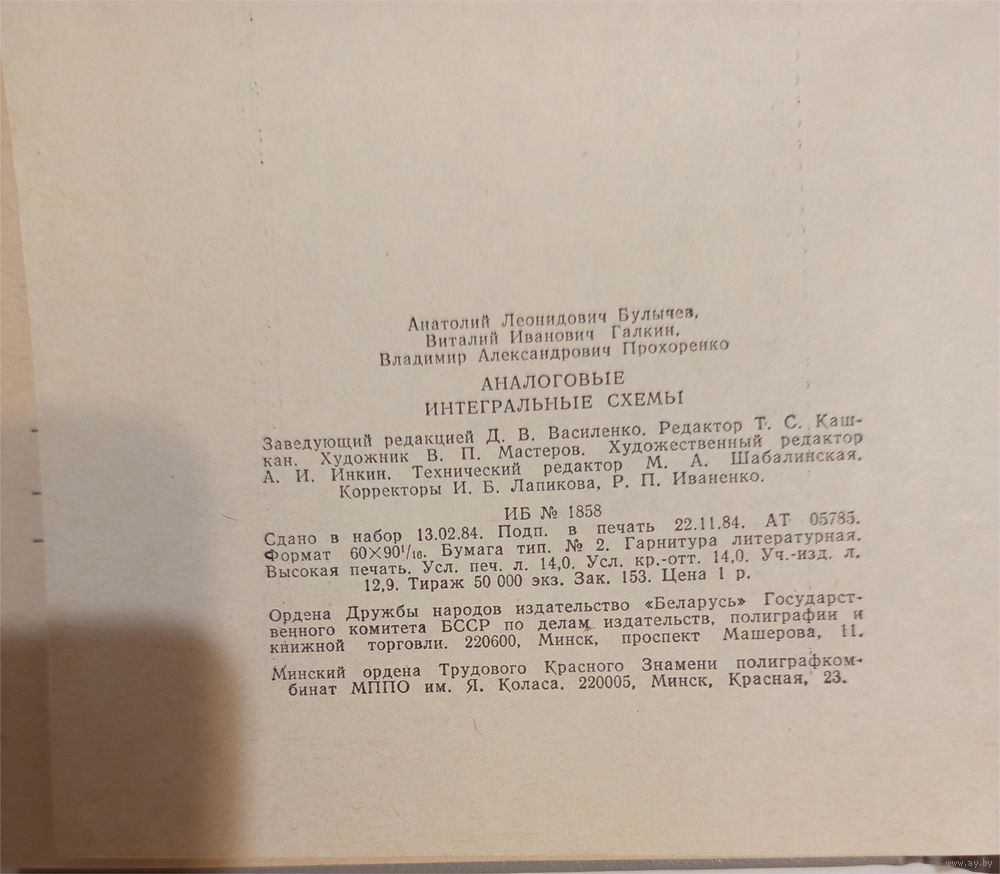 Анатолий Леонидович Булычев,
Виталий Иванович Галкин,
Владимир Александрович Прохоренко
АНАЛОГОВЫЕ
ИНТЕГРАЛЬНЫЕ СХЕМЫ
Заведующий редакцией Д. В. Василенко. Редактор Т. С. Каш-
кан. Художник В. П. Мастеров. Художественный редактор
А. И. Инкин. Технический редактор М. А. Шабалинская.
Корректоры И. Б. Лапикова, Р. П. Иваненко.
ИБ № 1858
Сдано в набор 13.02.84. Подп. в печать 22.11.84. АТ 05785.
Формат 60×90¹/₁₆. Бумага тип. № 2. Гарнитура литературная.
Высокая печать. Усл. печ. л. 14,0. Усл. кр.-отт. 14,0. Уч.-изд. л.
12,9. Тираж 50 000 экз. Зак. 153. Цена 1 р.
Ордена Дружбы народов издательство «Беларусь» Государст-
венного комитета БССР по делам издательств, полиграфии и
книжной торговли. 220600, Минск, проспект Машерова, 11.
Минский ордена Трудового Красного Знамени полиграфком-
бинат МППО им. Я. Коласа. 220005, Минск, Красная, 23.
www.ay.by